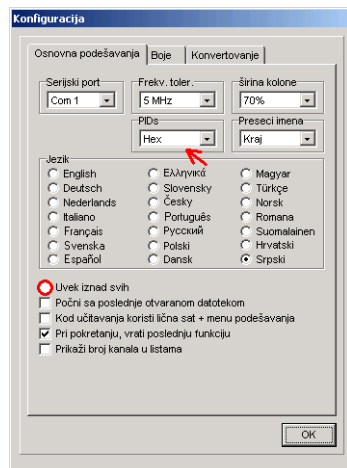 Konfiguracija
Osnovna podešavanja Boje Konvertovanje
Serijski port Frekv. toler. širina kolone
Com 1 5 MHz 70%
PIDs Preseci imena
Hex Kraj
Jezik
English Ελληνικά Magyar
Deutsch Slovensky Türkçe
Nederlands Česky Norsk
Italiano Português Romana
Français Русский Suomalainen
Svenska Polski Hrvatski
Español Dansk Srpski
Uvek iznad svih
Počni sa poslednje otvaranom datotekom
Kod učitavanja koristi lična sat + menu podešavanja
Pri pokretanju, vrati poslednju funkciju
Prikaži broj kanala u listama
OK